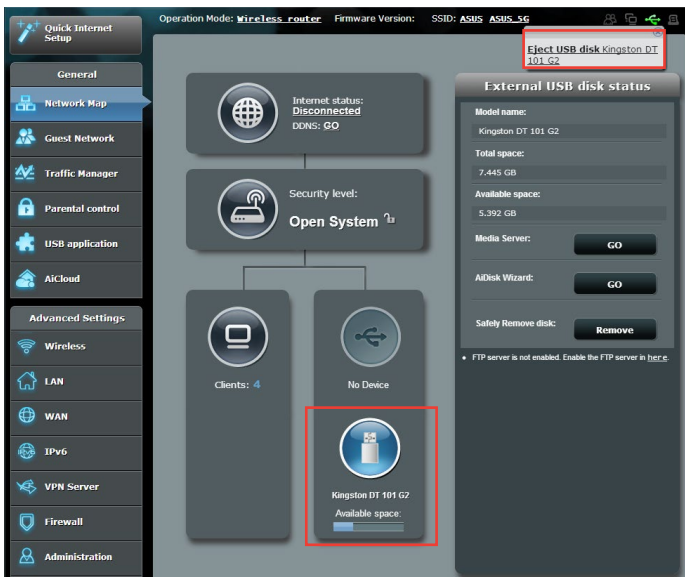 Quick Internet
Setup
Operation Mode: Wireless router Firmware Version: SSID: ASUS ASUS_5G
Eject USB disk Kingston DT
101 G2
General
Network Map
Guest Network
Traffic Manager
Parental control
USB application
AiCloud
Advanced Settings
Wireless
LAN
WAN
IPv6
VPN Server
Firewall
Administration
Internet status:
Disconnected
DDNS: GO
Security level:
Open System
Clients: 4
No Device
Kingston DT 101 G2
Available space:
External USB disk status
Model name:
Kingston DT 101 G2
Total space:
7.445 GB
Available space:
5.392 GB
Media Server: GO
AiDisk Wizard: GO
Safely Remove disk: Remove
• FTP server is not enabled. Enable the FTP server in here.